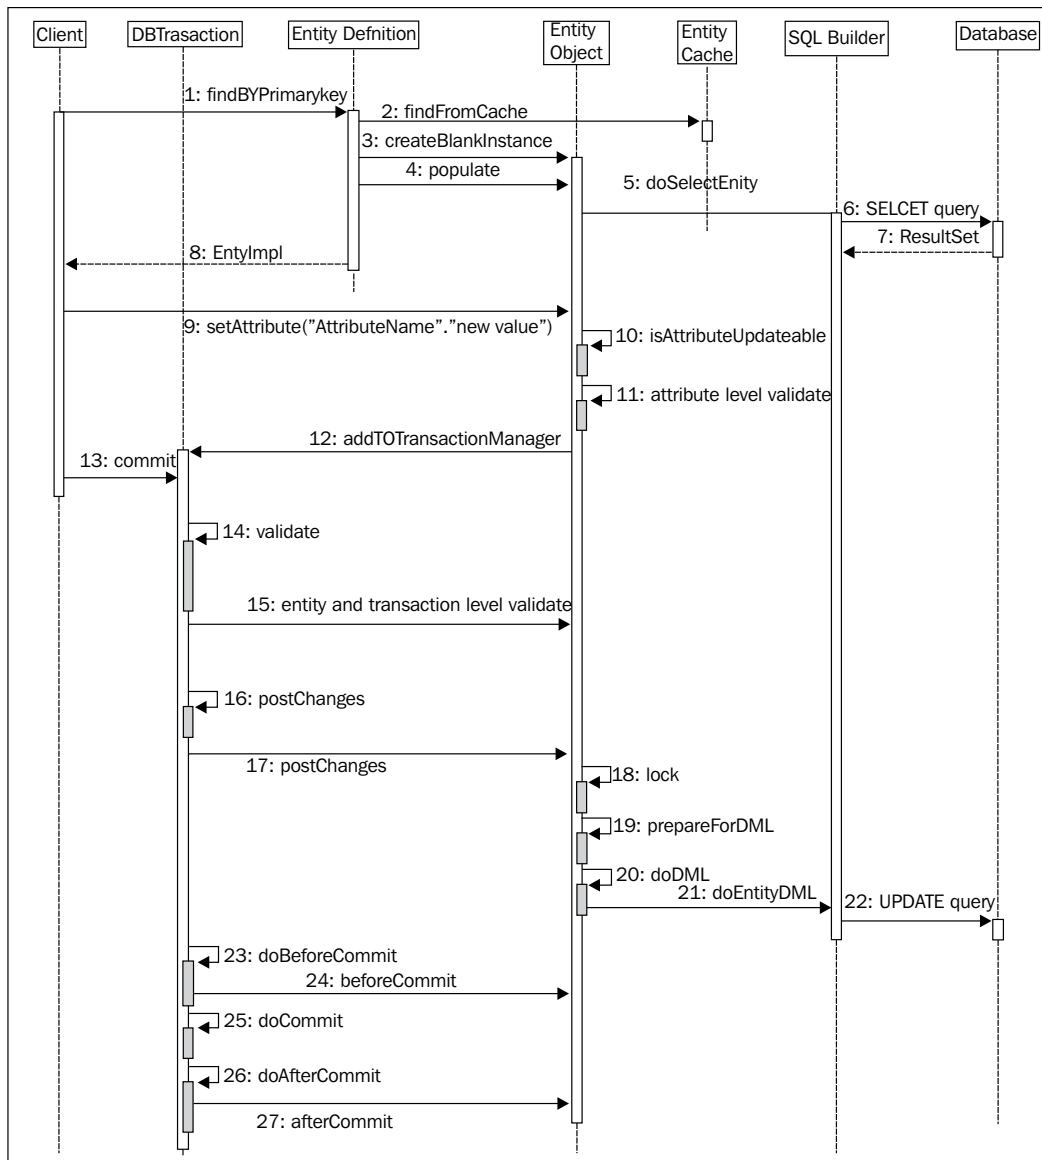 Client
DBTrasaction
Entity Defnition
Entity
Object
Entity
Cache
SQL Builder
Database
1: findBYPrimarykey
2: findFromCache
3: createBlankInstance
4: populate
5: doSelectEnity
6: SELCET query
7: ResultSet
8: EntyImpl
9: setAttribute("AttributeName"."new value")
10: isAttributeUpdateable
11: attribute level validate
12: addTOTransactionManager
13: commit
14: validate
15: entity and transaction level validate
16: postChanges
17: postChanges
18: lock
19: prepareForDML
20: doDML
21: doEntityDML
22: UPDATE query
23: doBeforeCommit
24: beforeCommit
25: doCommit
26: doAfterCommit
27: afterCommit